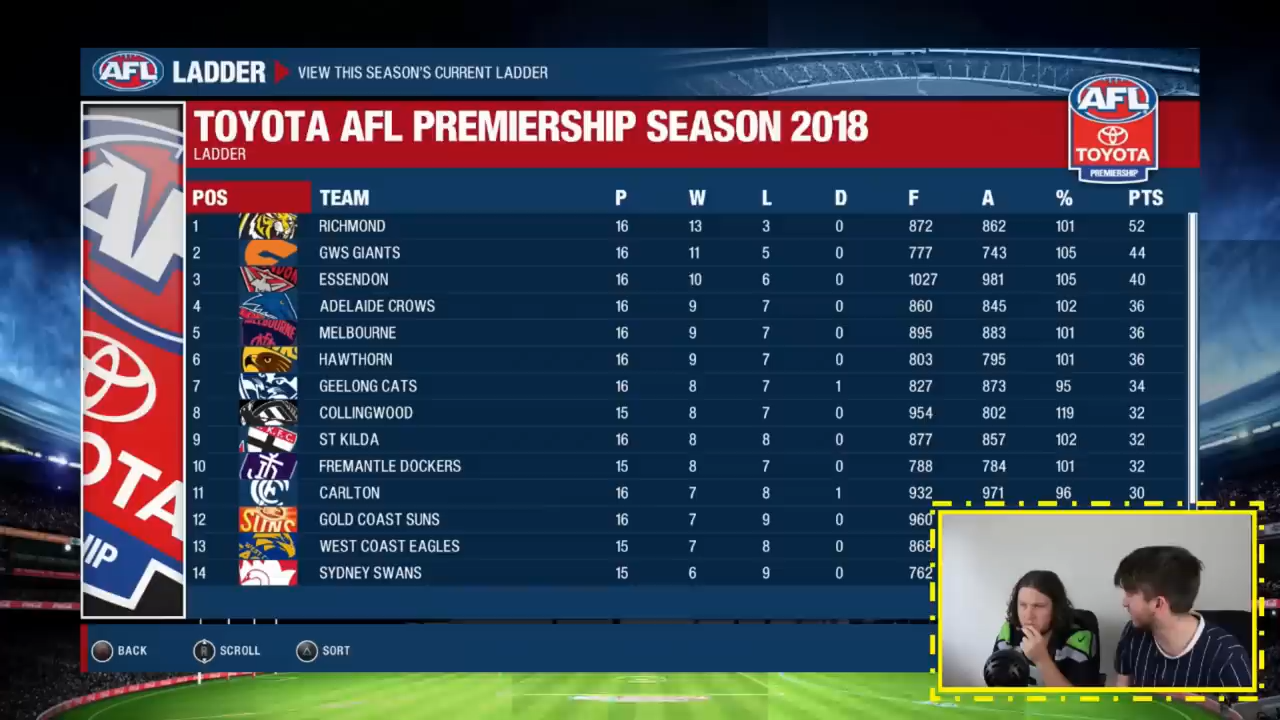 AFL LADDER VIEW THIS SEASON'S CURRENT LADDER
TOYOTA AFL PREMIERSHIP SEASON 2018
LADDER
AFL
TOYOTA
PREMIERSHIP
POS TEAM P W L D F A % PTS
1 RICHMOND 16 13 3 0 872 862 101 52
2 GWS GIANTS 16 11 5 0 777 743 105 44
3 ESSENDON 16 10 6 0 1027 981 105 40
4 ADELAIDE CROWS 16 9 7 0 860 845 102 36
5 MELBOURNE 16 9 7 0 895 883 101 36
6 HAWTHORN 16 9 7 0 803 795 101 36
7 GEELONG CATS 16 8 7 1 827 873 95 34
8 COLLINGWOOD 15 8 7 0 954 802 119 32
9 ST KILDA 16 8 8 0 877 857 102 32
10 FREMANTLE DOCKERS 15 8 7 0 788 784 101 32
11 CARLTON 16 7 8 1 932 971 96 30
12 GOLD COAST SUNS 16 7 9 0 960
13 WEST COAST EAGLES 15 7 8 0 868
14 SYDNEY SWANS 15 6 9 0 762
BACK R SCROLL SORT